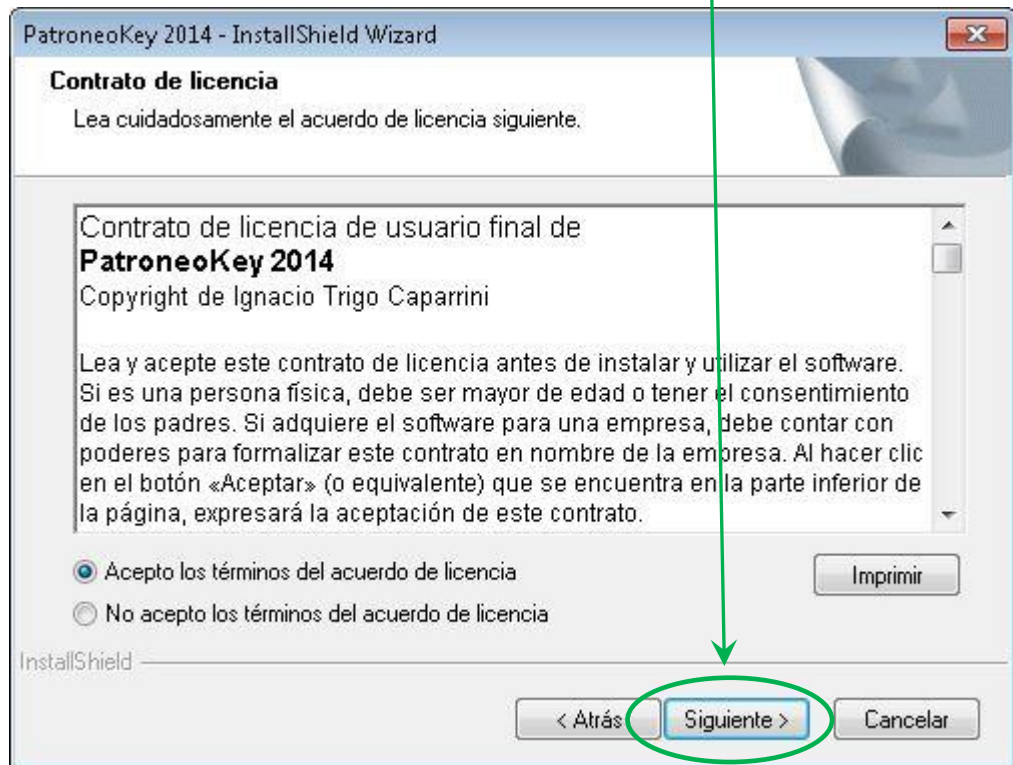 PatroneoKey 2014 - InstallShield Wizard
Contrato de licencia
Lea cuidadosamente el acuerdo de licencia siguiente.
Contrato de licencia de usuario final de
PatroneoKey 2014
Copyright de Ignacio Trigo Caparrini
Lea y acepte este contrato de licencia antes de instalar y utilizar el software.
Si es una persona física, debe ser mayor de edad o tener el consentimiento
de los padres. Si adquiere el software para una empresa, debe contar con
poderes para formalizar este contrato en nombre de la empresa. Al hacer clic
en el botón «Aceptar» (o equivalente) que se encuentra en la parte inferior de
la página, expresará la aceptación de este contrato.
Acepto los términos del acuerdo de licencia
Imprimir
No acepto los términos del acuerdo de licencia
InstallShield
< Atrás
Siguiente >
Cancelar